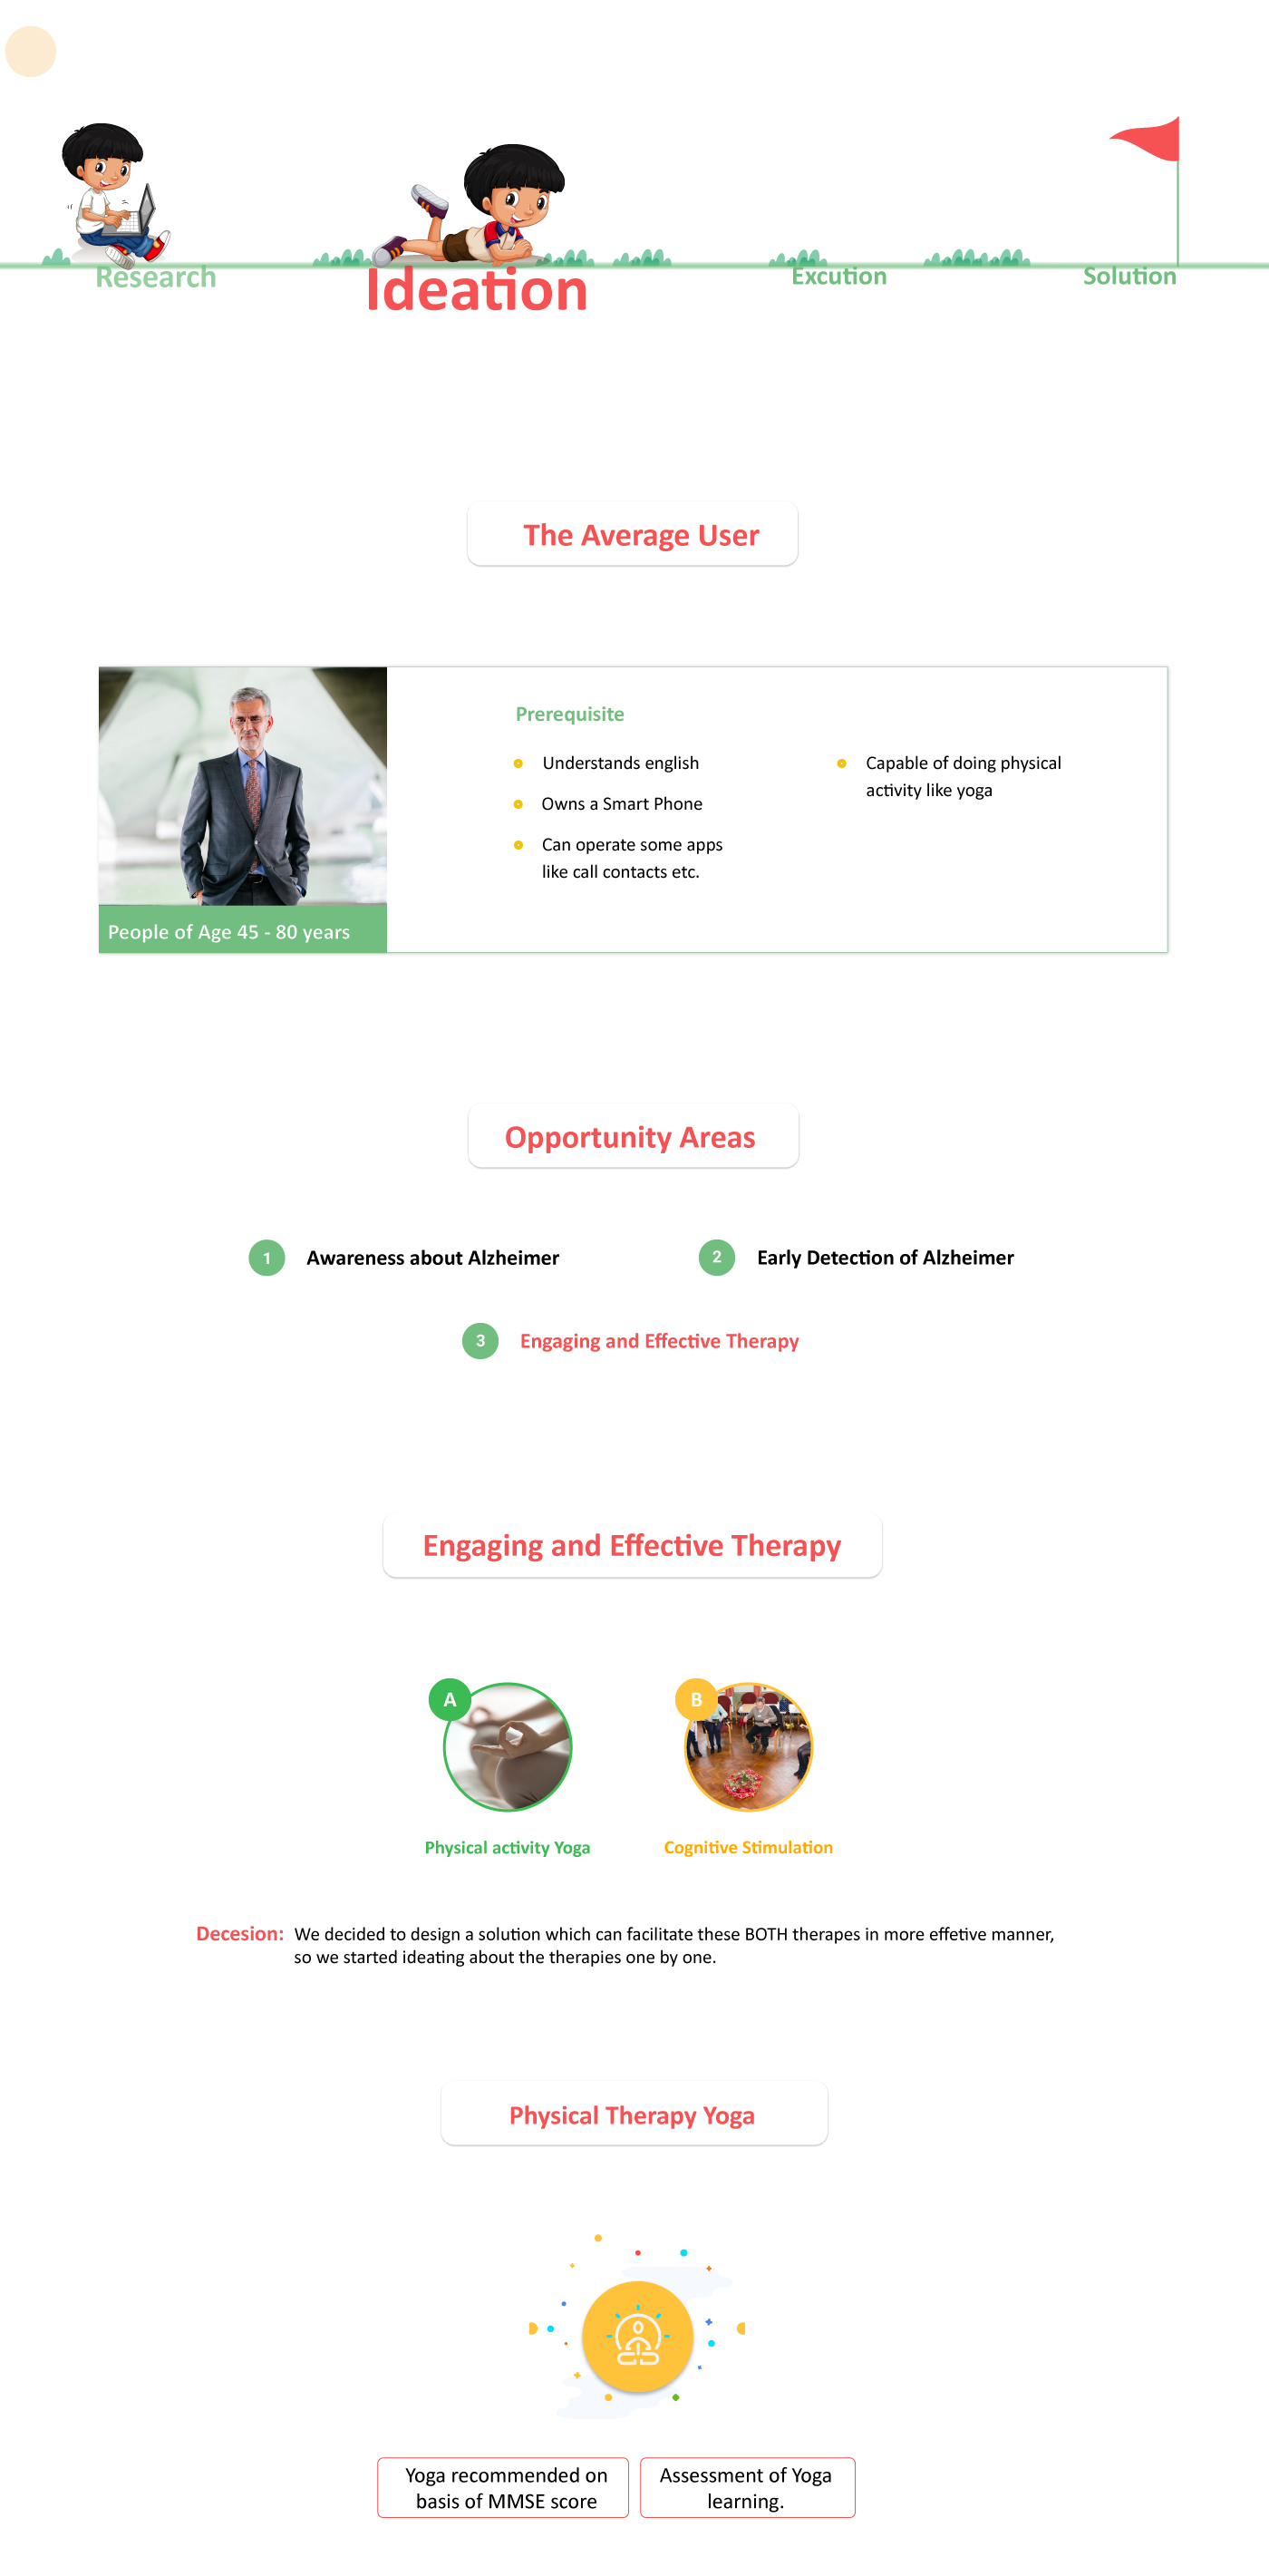 Research
Ideation
Excution
Solution
The Average User
Prerequisite
Understands english
Owns a Smart Phone
Can operate some apps
like call contacts etc.
Capable of doing physical
activity like yoga
People of Age 45 - 80 years
Opportunity Areas
1 Awareness about Alzheimer
2 Early Detection of Alzheimer
3 Engaging and Effective Therapy
Engaging and Effective Therapy
A
B
Physical activity Yoga
Cognitive Stimulation
Decesion: We decided to design a solution which can facilitate these BOTH therapes in more effetive manner,
so we started ideating about the therapies one by one.
Physical Therapy Yoga
Yoga recommended on
basis of MMSE score
Assessment of Yoga
learning.